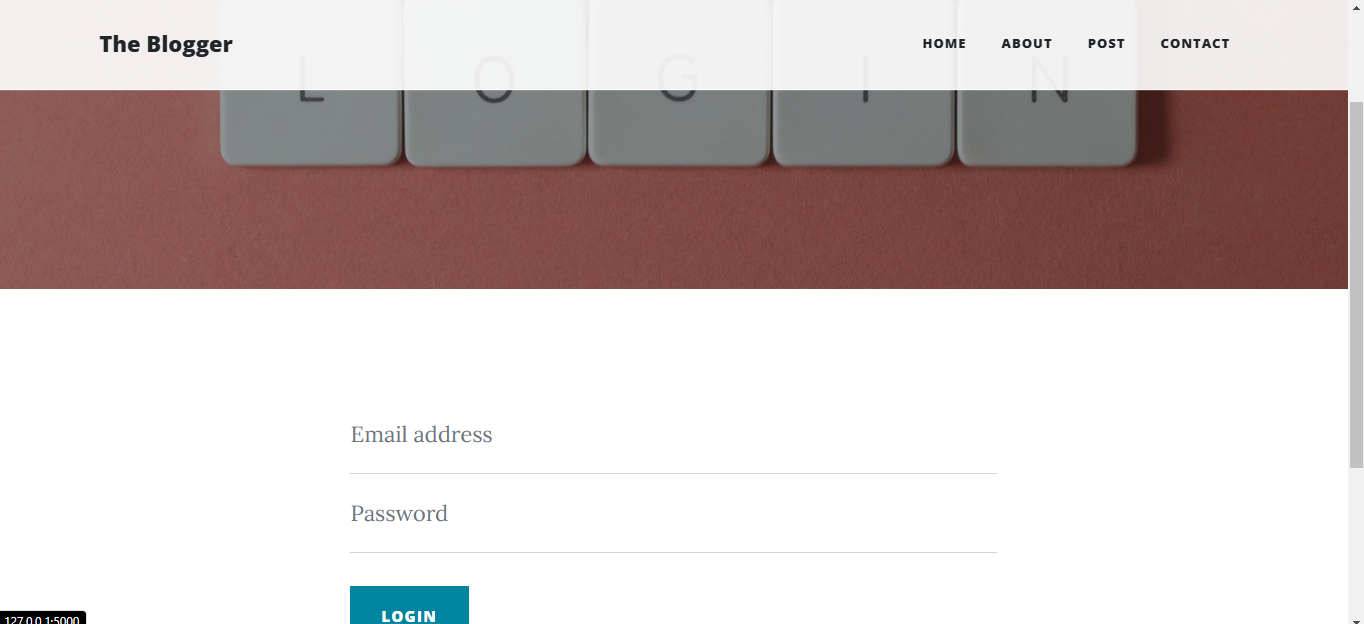 The Blogger
HOME ABOUT POST CONTACT
L O G I N
Email address
Password
LOGIN
127.0.0.1:5000